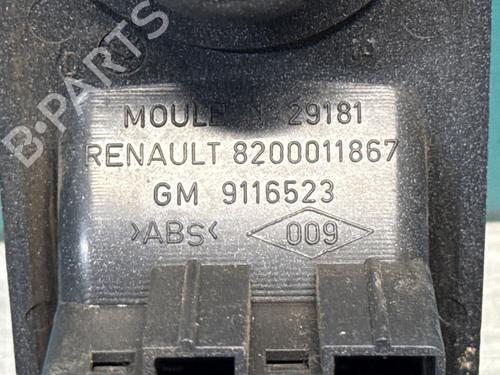 B-PARTS
MOULE N 29181
RENAULT 8200011867
GM 9116523
>ABS<
009